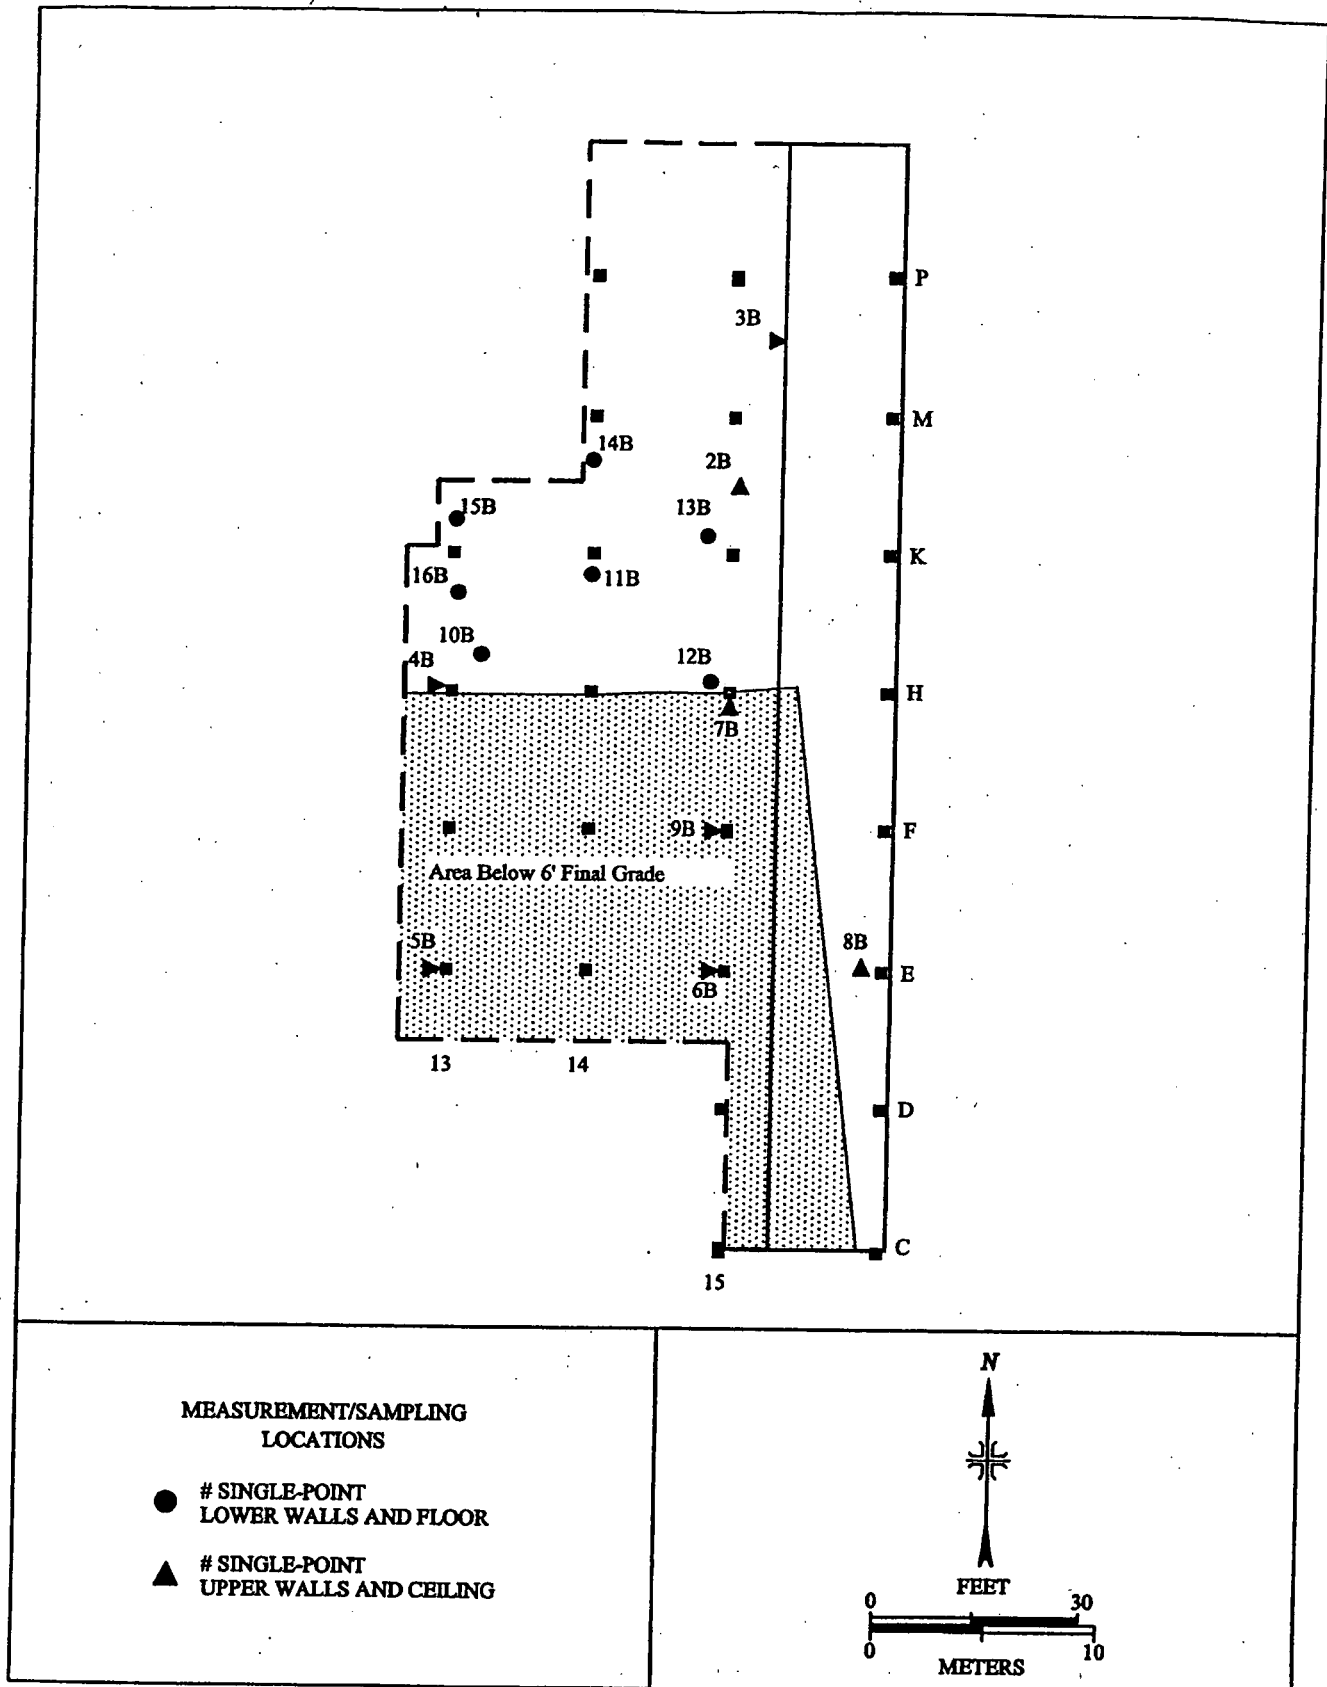 P
3B
M
14B
2B
15B
13B
K
16B
11B
10B
4B
12B
H
7B
9B
F
Area Below 6' Final Grade
5B
8B
E
6B
13
14
D
C
15
MEASUREMENT/SAMPLING
LOCATIONS
# SINGLE-POINT
LOWER WALLS AND FLOOR
# SINGLE-POINT
UPPER WALLS AND CEILING
N
FEET
0
30
0
10
METERS